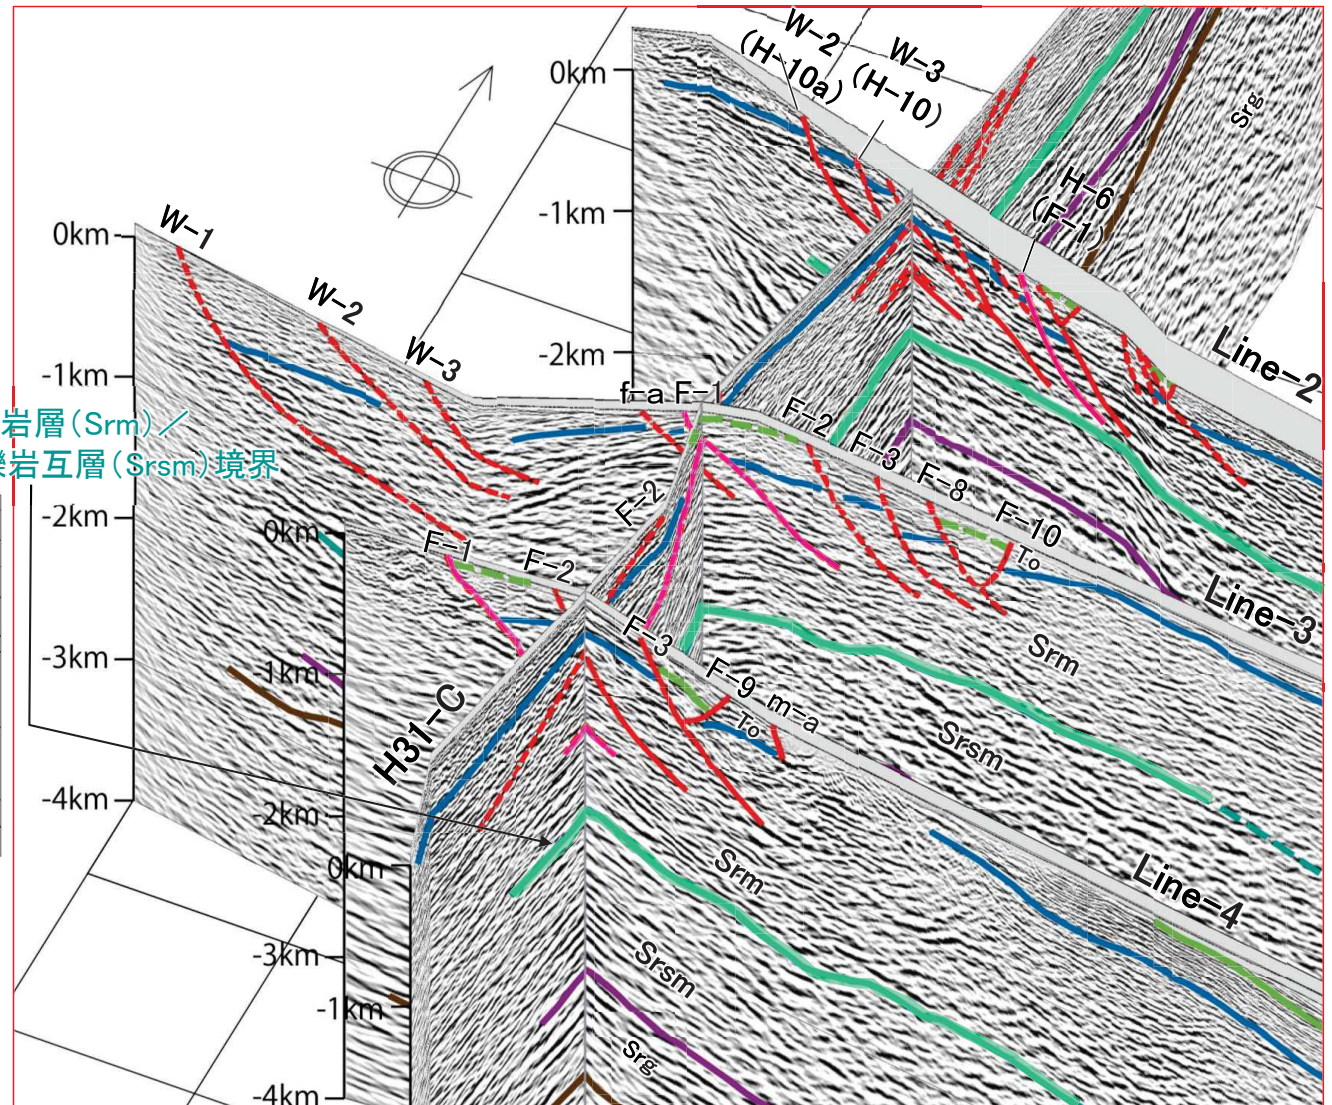 W-2
(H-10a)
W-3
(H-10)
0km
-1km
-2km
Srg
H-6
(F-1)
Line-2
0km
-1km
-2km
-3km
-4km
W-1
W-2
W-3
f-a
F-1
F-2
F-3
F-8
F-10
To
Line-3
岩層(Srm)/
礫岩互層(Srsm)境界
0km
-1km
-2km
-3km
-4km
F-1
F-2
F-2
F-3
F-9
m-a
To
Srm
Srsm
H31-C
0km
-1km
Srm
Srsm
Srg
Line-4